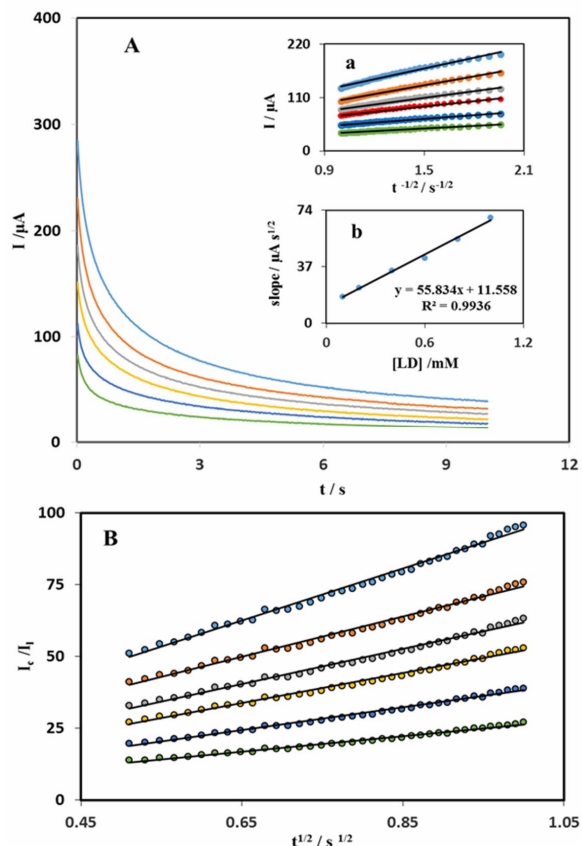 A
400
300
200
100
0
I /μA
0 3 6 9 12
t / s
a
220
110
0
I / μA
0.9 1.5 2.1
t -1/2 / s-1/2
b
74
37
0
slope / μA s1/2
y = 55.834x + 11.558
R² = 0.9936
0 0.6 1.2
[LD] /mM
B
100
75
50
25
0
Ic /Il
0.45 0.65 0.85 1.05
t1/2 / s 1/2